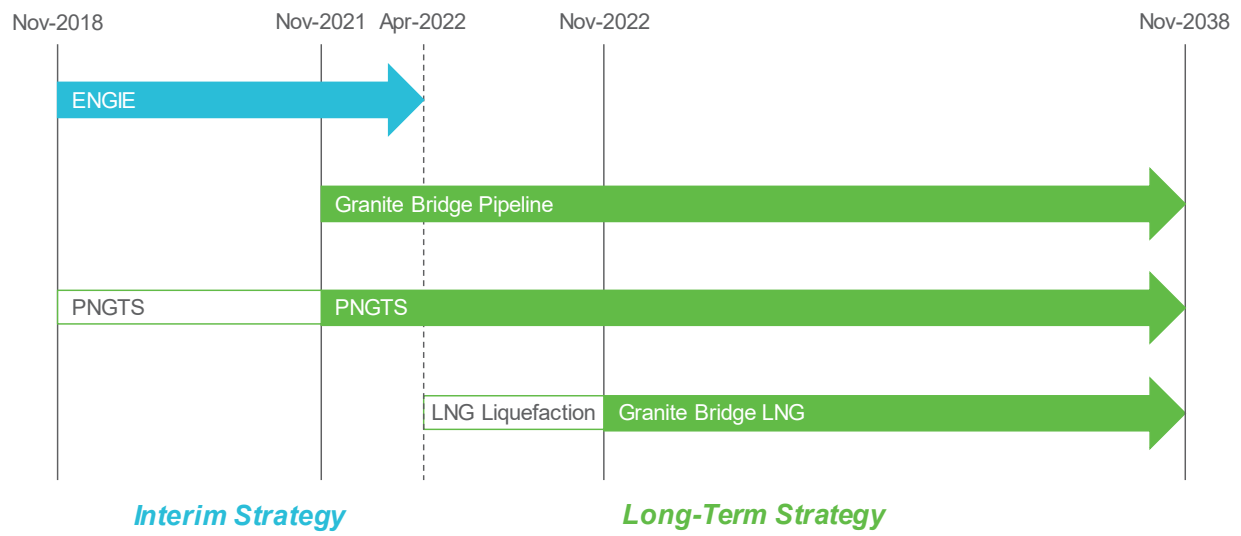 Nov-2018 Nov-2021 Apr-2022 Nov-2022 Nov-2038
ENGIE
Granite Bridge Pipeline
PNGTS PNGTS
LNG Liquefaction Granite Bridge LNG
Interim Strategy Long-Term Strategy